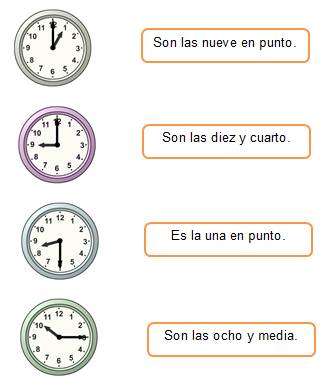 Son las nueve en punto.
Son las diez y cuarto.
Es la una en punto.
Son las ocho y media.